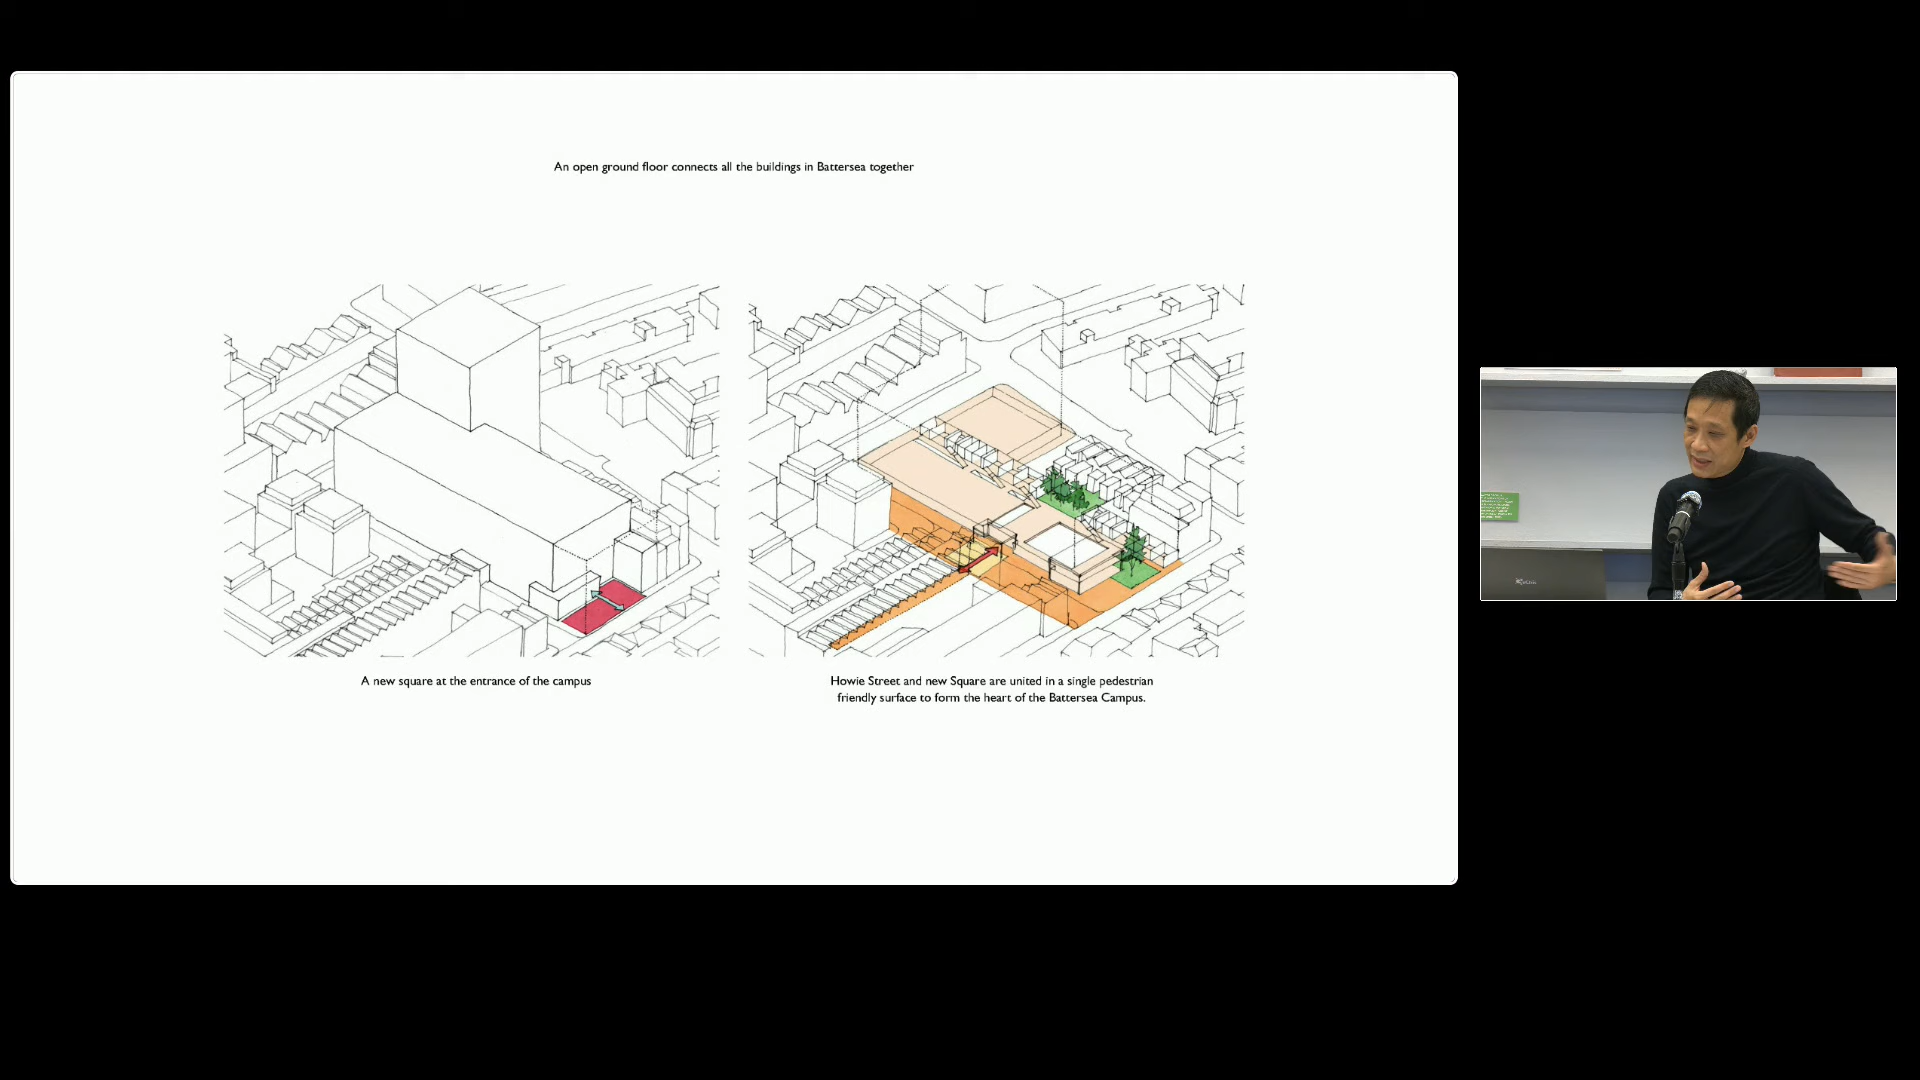 An open ground floor connects all the buildings in Battersea together
A new square at the entrance of the campus
Howie Street and new Square are united in a single pedestrian
friendly surface to form the heart of the Battersea Campus.